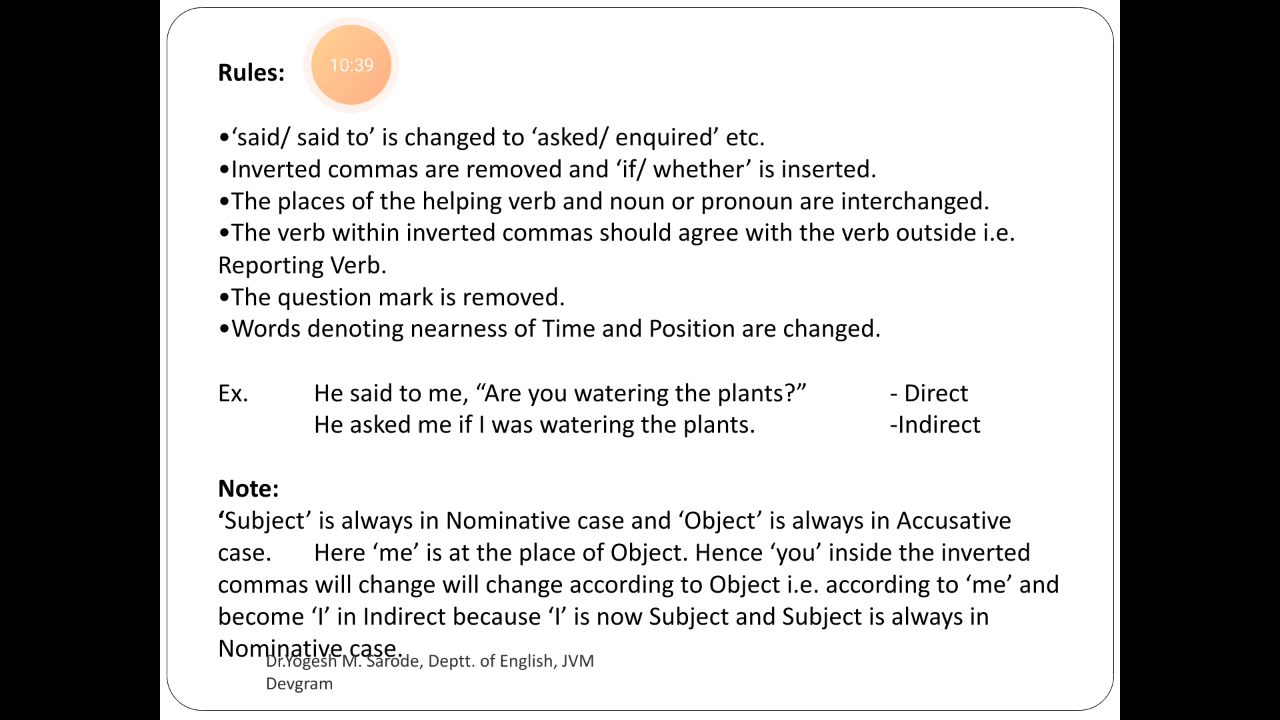 Rules:
10:39
•‘said/ said to’ is changed to ‘asked/ enquired’ etc.
•Inverted commas are removed and ‘if/ whether’ is inserted.
•The places of the helping verb and noun or pronoun are interchanged.
•The verb within inverted commas should agree with the verb outside i.e.
Reporting Verb.
•The question mark is removed.
•Words denoting nearness of Time and Position are changed.
Ex. He said to me, “Are you watering the plants?” - Direct
He asked me if I was watering the plants. -Indirect
Note:
‘Subject’ is always in Nominative case and ‘Object’ is always in Accusative
case. Here ‘me’ is at the place of Object. Hence ‘you’ inside the inverted
commas will change will change according to Object i.e. according to ‘me’ and
become ‘I’ in Indirect because ‘I’ is now Subject and Subject is always in
Nominative case.
Dr.Yogesh M. Sarode, Deptt. of English, JVM
Devgram